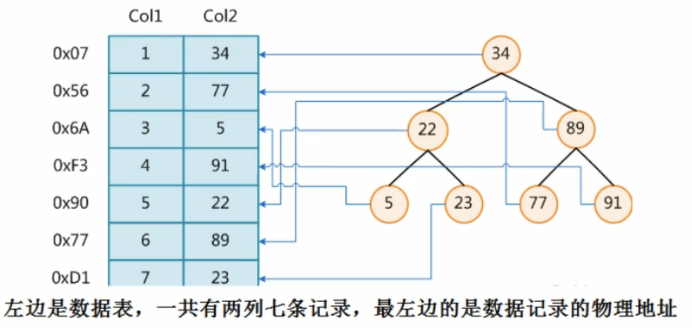 Col1 Col2
0x07 1 34 34
0x56 2 77
0x6A 3 5 22 89
0xF3 4 91
0x90 5 22 5 23 77 91
0x77 6 89
0xD1 7 23
左边是数据表，一共有两列七条记录，最左边的是数据记录的物理地址